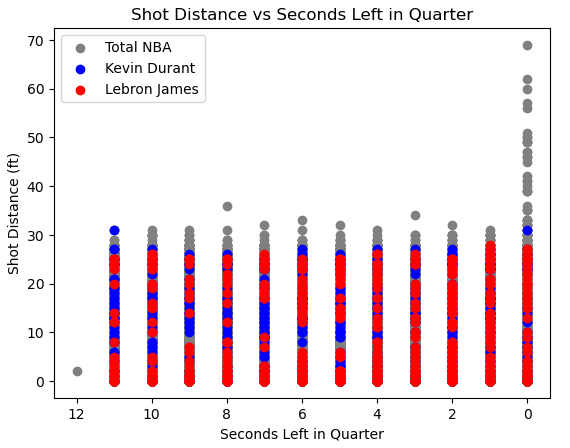 Shot Distance vs Seconds Left in Quarter
Total NBA
Kevin Durant
Lebron James
Shot Distance (ft)
70
60
50
40
30
20
10
0
12 10 8 6 4 2 0
Seconds Left in Quarter